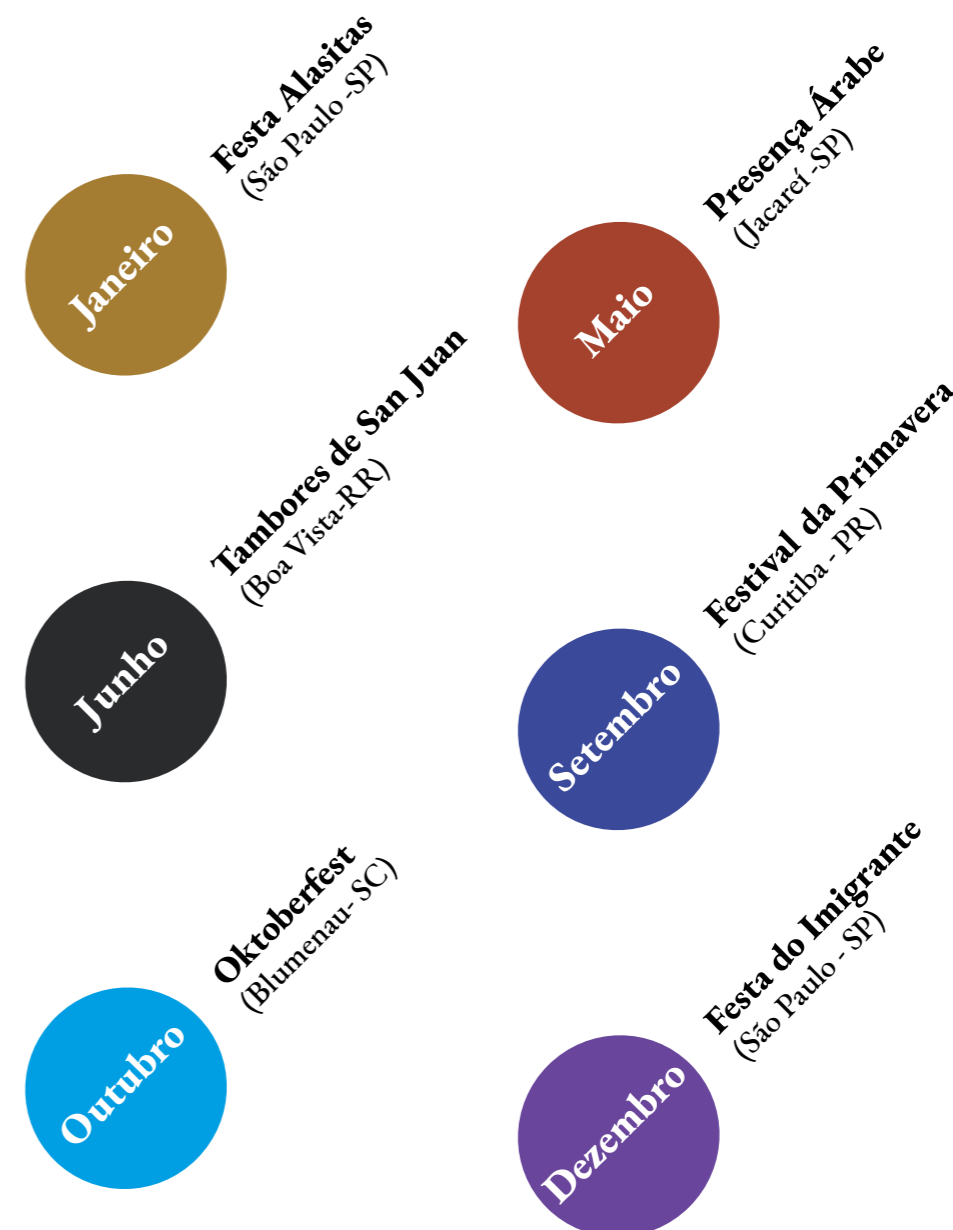 Janeiro
Festa Alasitas
(São Paulo -SP)
Maio
Presença Árabe
(Jacareí -SP)
Junho
Tambores de San Juan
(Boa Vista-RR)
Setembro
Festival da Primavera
(Curitiba - PR)
Outubro
Oktoberfest
(Blumenau- SC)
Dezembro
Festa do Imigrante
(São Paulo - SP)